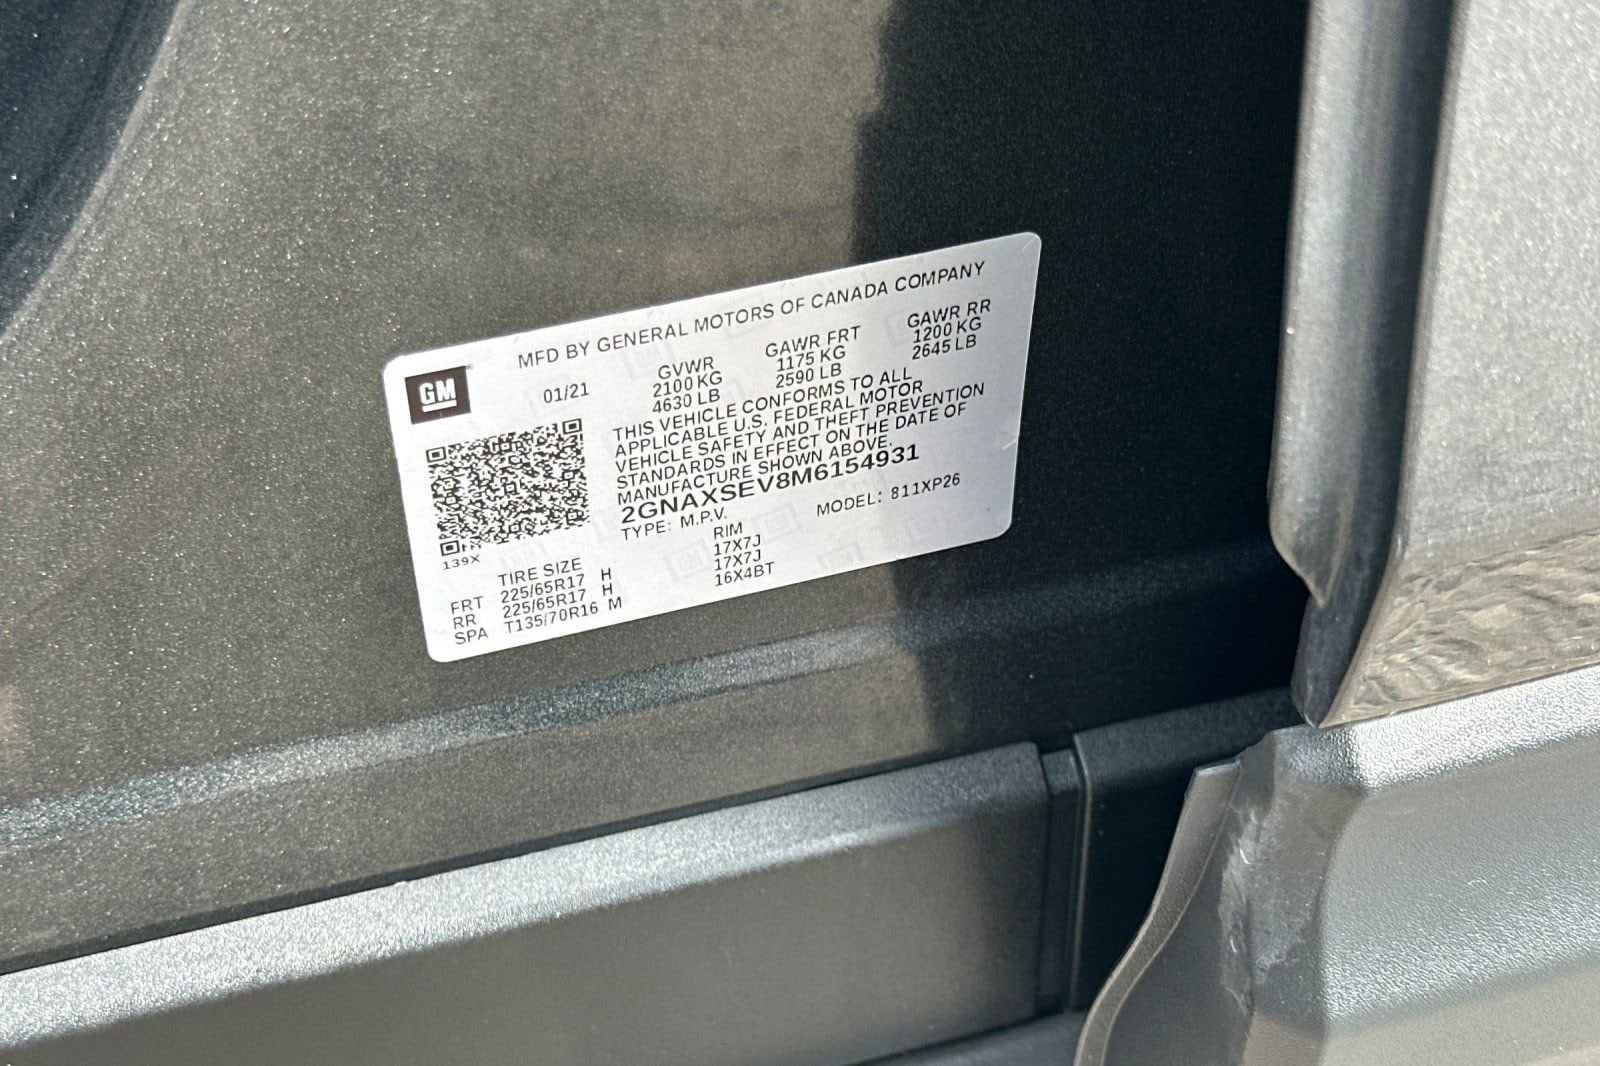 MFD BY GENERAL MOTORS OF CANADA COMPANY
GM
01/21
GVWR
2100 KG
4630 LB
GAWR FRT
1175 KG
2590 LB
GAWR RR
1200 KG
2645 LB
THIS VEHICLE CONFORMS TO ALL
APPLICABLE U.S. FEDERAL MOTOR
VEHICLE SAFETY AND THEFT PREVENTION
STANDARDS IN EFFECT ON THE DATE OF
MANUFACTURE SHOWN ABOVE.
2GNAXSEV8M6154931
TYPE: M.P.V. MODEL: 811XP26
139X
TIRE SIZE RIM
FRT 225/65R17 H 17X7J
RR 225/65R17 H 17X7J
SPA T135/70R16 M 16X4BT